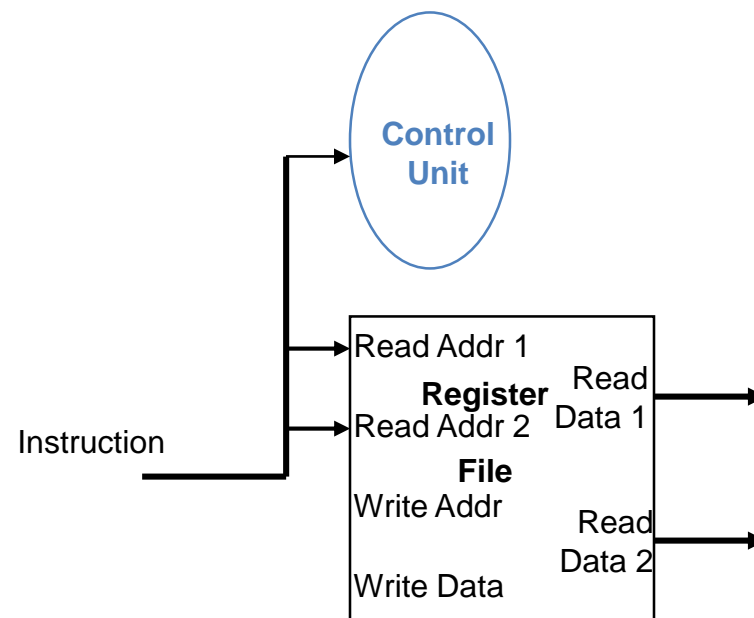 Control
Unit
Instruction
Read Addr 1
Register
Read Addr 2
File
Write Addr
Write Data
Read
Data 1
Read
Data 2